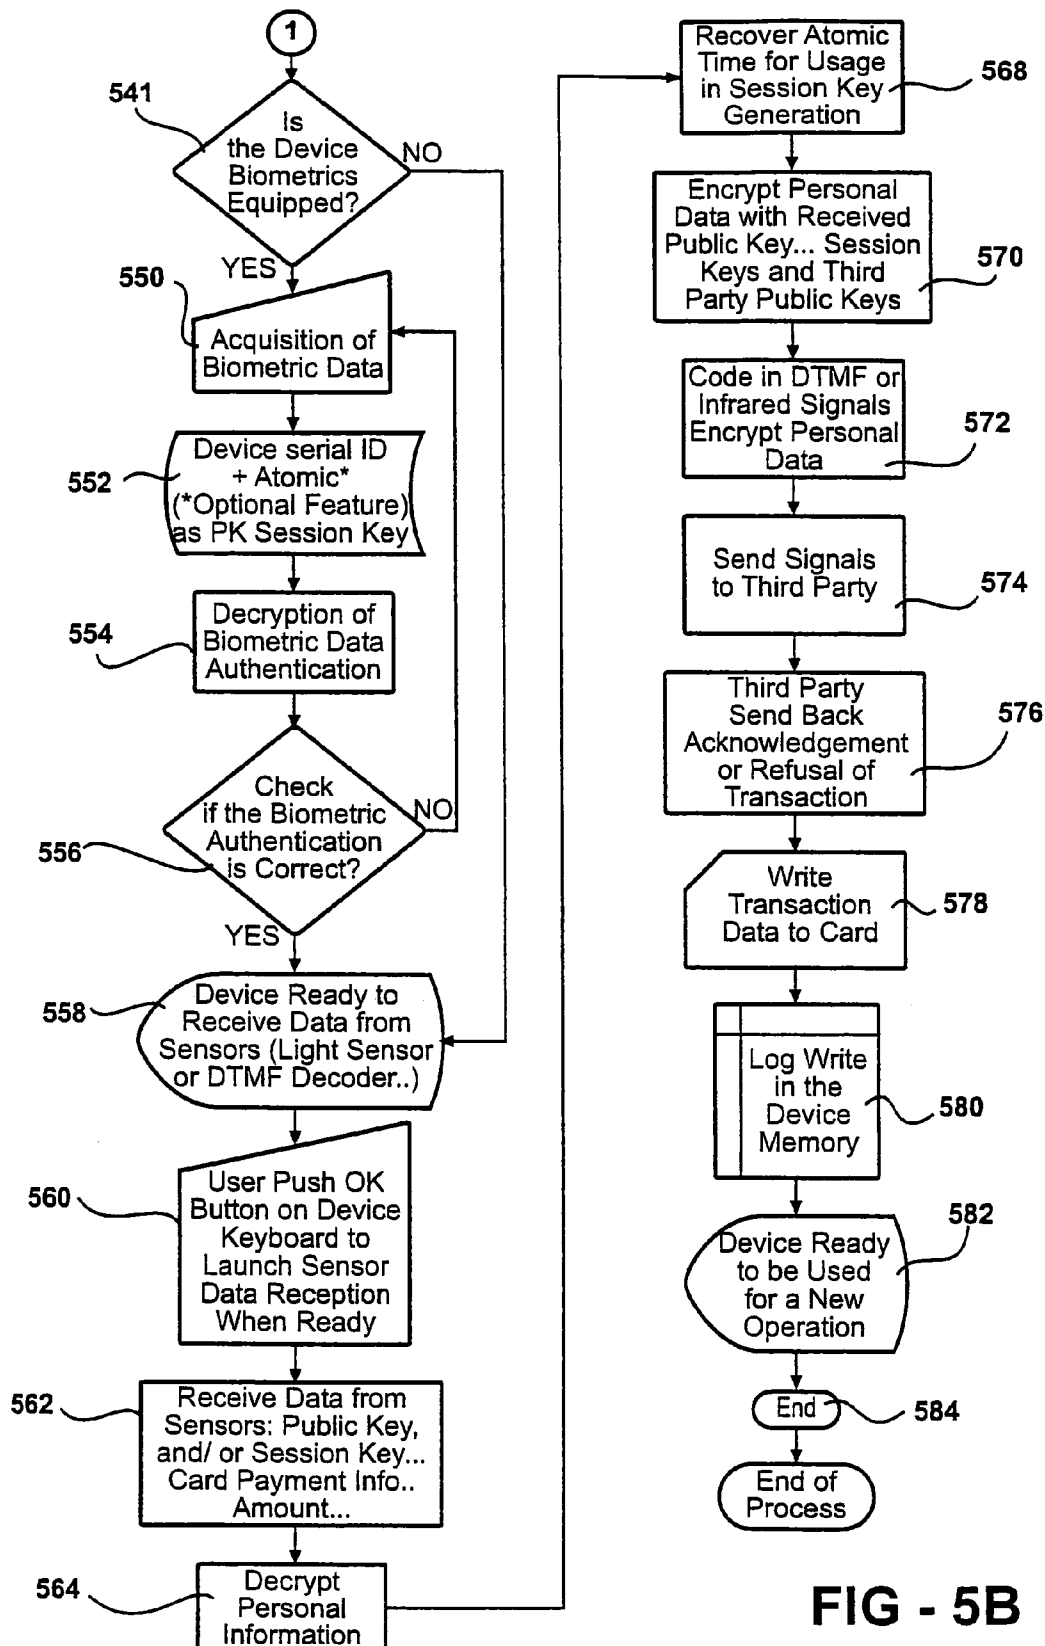 1
541
Is
the Device
Biometrics
Equipped?
NO
YES
550
Acquisition of
Biometric Data
552
Device serial ID
+ Atomic*
(*Optional Feature)
as PK Session Key
554
Decryption of
Biometric Data
Authentication
Check
if the Biometric
Authentication
is Correct?
NO
556
YES
558
Device Ready to
Receive Data from
Sensors (Light Sensor
or DTMF Decoder..)
560
User Push OK
Button on Device
Keyboard to
Launch Sensor
Data Reception
When Ready
562
Receive Data from
Sensors: Public Key,
and/ or Session Key...
Card Payment Info..
Amount...
564
Decrypt
Personal
Information
Recover Atomic
Time for Usage
in Session Key
Generation
568
Encrypt Personal
Data with Received
Public Key... Session
Keys and Third
Party Public Keys
570
Code in DTMF or
Infrared Signals
Encrypt Personal
Data
572
Send Signals
to Third Party
574
Third Party
Send Back
Acknowledgement
or Refusal of
Transaction
576
Write
Transaction
Data to Card
578
Log Write
in the
Device
Memory
580
582
Device Ready
to be Used
for a New
Operation
End
584
End of
Process
FIG - 5B